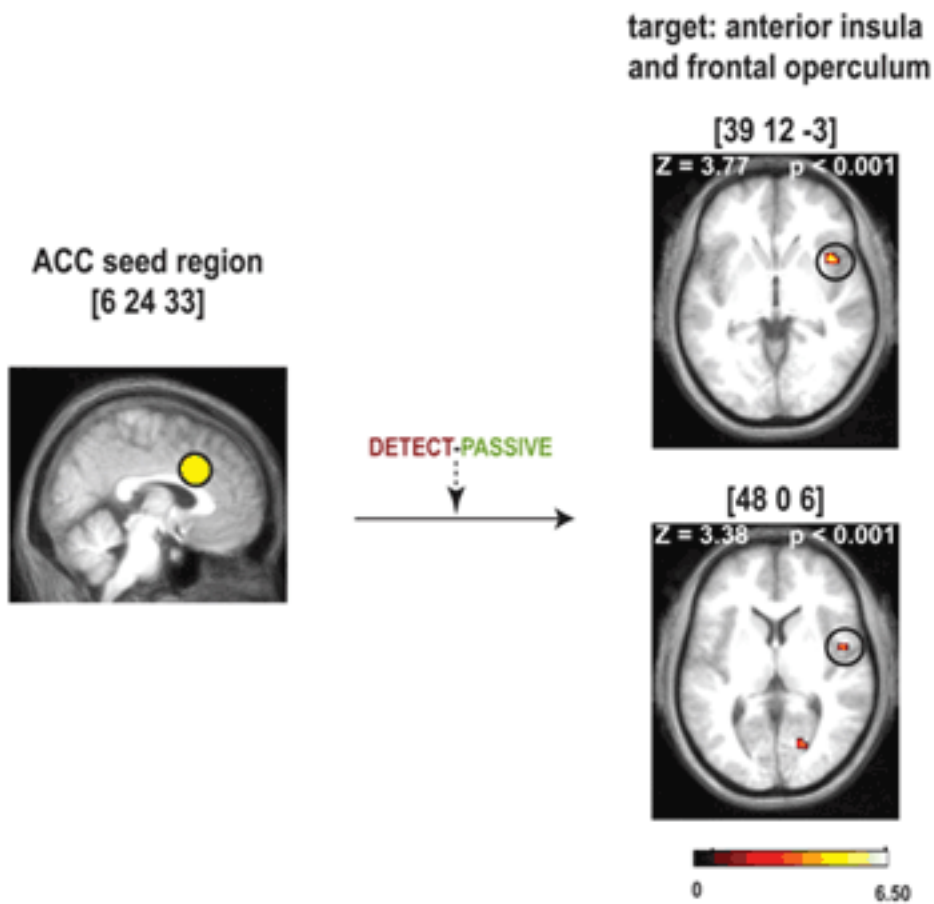 target: anterior insula
and frontal operculum
[39 12 -3]
Z = 3.77 p < 0.001
ACC seed region
[6 24 33]
DETECT-PASSIVE
[48 0 6]
Z = 3.38 p < 0.001
0 6.50